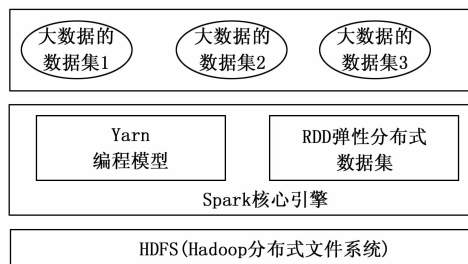 大数据的
数据集1
大数据的
数据集2
大数据的
数据集3
Yarn
编程模型
RDD弹性分布式
数据集
Spark核心引擎
HDFS(Hadoop分布式文件系统)